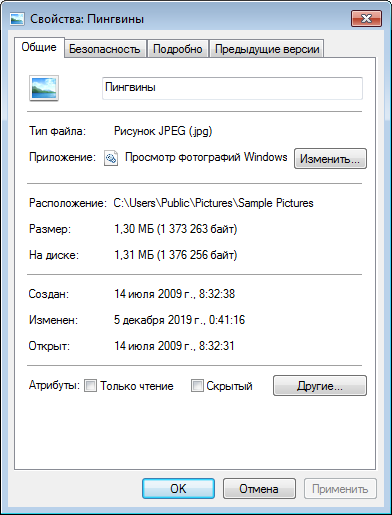 Свойства: Пингвины
Общие Безопасность Подробно Предыдущие версии
Пингвины
Тип файла: Рисунок JPEG (.jpg)
Приложение: Просмотр фотографий Windows Изменить...
Расположение: C:\Users\Public\Pictures\Sample Pictures
Размер: 1,30 МБ (1 373 263 байт)
На диске: 1,31 МБ (1 376 256 байт)
Создан: 14 июля 2009 г., 8:32:38
Изменен: 5 декабря 2019 г., 0:41:16
Открыт: 14 июля 2009 г., 8:32:31
Атрибуты: Только чтение Скрытый Другие...
OK Отмена Применить